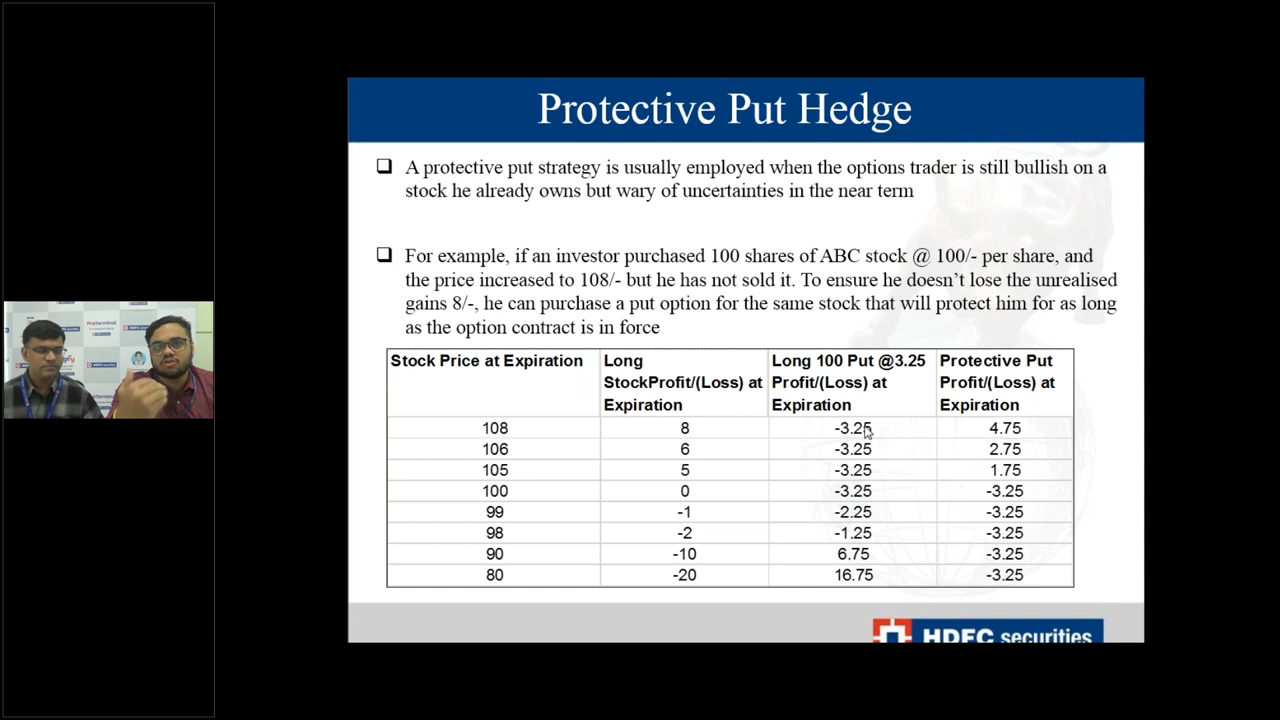 Protective Put Hedge
A protective put strategy is usually employed when the options trader is still bullish on a
stock he already owns but wary of uncertainties in the near term
For example, if an investor purchased 100 shares of ABC stock @ 100/- per share, and
the price increased to 108/- but he has not sold it. To ensure he doesn't lose the unrealised
gains 8/-, he can purchase a put option for the same stock that will protect him for as long
as the option contract is in force
Stock Price at Expiration Long StockProfit/(Loss) at Expiration Long 100 Put @3.25 Profit/(Loss) at Expiration Protective Put Profit/(Loss) at Expiration
108 8 -3.25 4.75
106 6 -3.25 2.75
105 5 -3.25 1.75
100 0 -3.25 -3.25
99 -1 -2.25 -3.25
98 -2 -1.25 -3.25
90 -10 6.75 -3.25
80 -20 16.75 -3.25
HDFC securities
ProTerminal